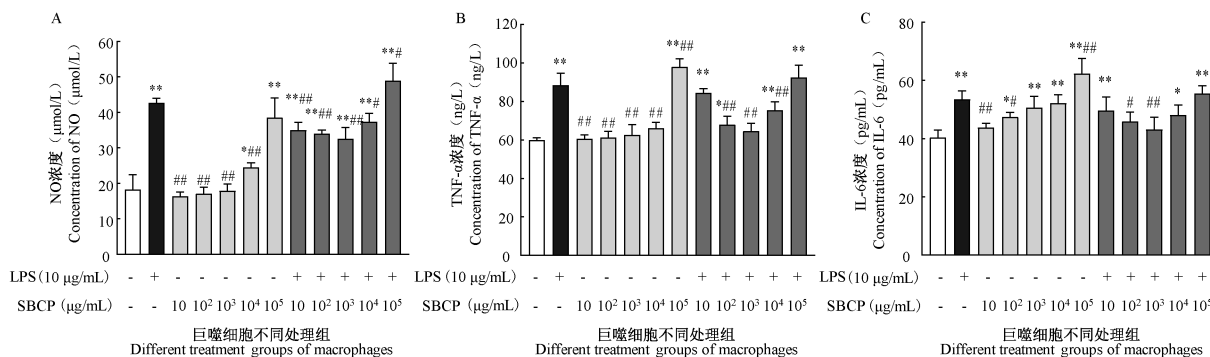 A
NO浓度(μmol/L)
Concentration of NO(μmol/L)
60
50
40
30
20
10
0
** ## ## ## *## ** **## **## **## **# **#
LPS(10 μg/mL) - + - - - - - + + + + +
SBCP(μg/mL) - - 10 10² 10³ 10⁴ 10⁵ 10 10² 10³ 10⁴ 10⁵
巨噬细胞不同处理组
Different treatment groups of macrophages
B
TNF-α浓度(ng/L)
Concentration of TNF-α(ng/L)
120
100
80
60
40
20
0
** ## ## ## ## **## ** *## ## **## **
LPS(10 μg/mL) - + - - - - - + + + + +
SBCP(μg/mL) - - 10 10² 10³ 10⁴ 10⁵ 10 10² 10³ 10⁴ 10⁵
巨噬细胞不同处理组
Different treatment groups of macrophages
C
IL-6浓度(pg/mL)
Concentration of IL-6(pg/mL)
80
60
40
20
0
** ## *# ** ** **## ** # ## * **
LPS(10 μg/mL) - + - - - - - + + + + +
SBCP(μg/mL) - - 10 10² 10³ 10⁴ 10⁵ 10 10² 10³ 10⁴ 10⁵
巨噬细胞不同处理组
Different treatment groups of macrophages